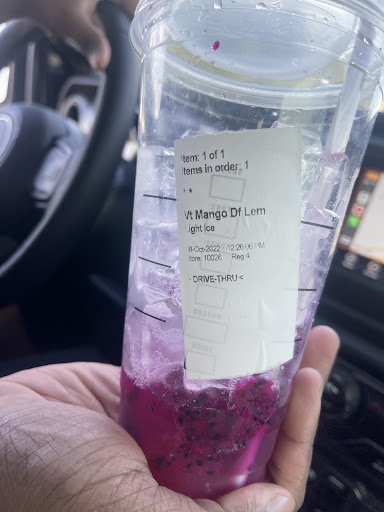 Item: 1 of 1
Items in order: 1
Vt Mango Df Lem
Light Ice
8-Oct-2022 12:26:06 PM
tore 10026 Reg 4
DRIVE-THRU <